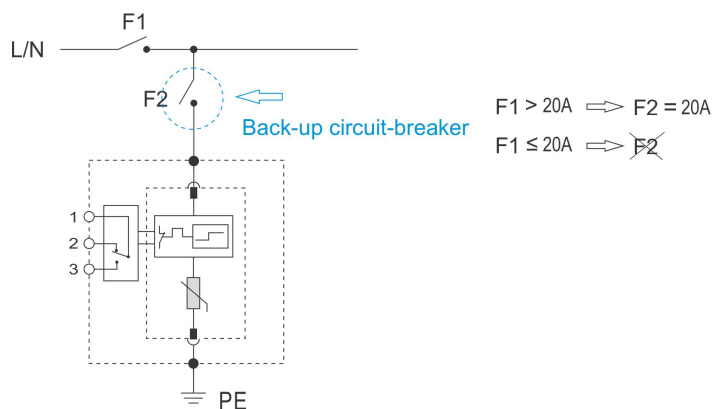 F1
L/N
F2
Back-up circuit-breaker
F1 > 20A F2 = 20A
F1 ≤ 20A F2
1
2
3
PE